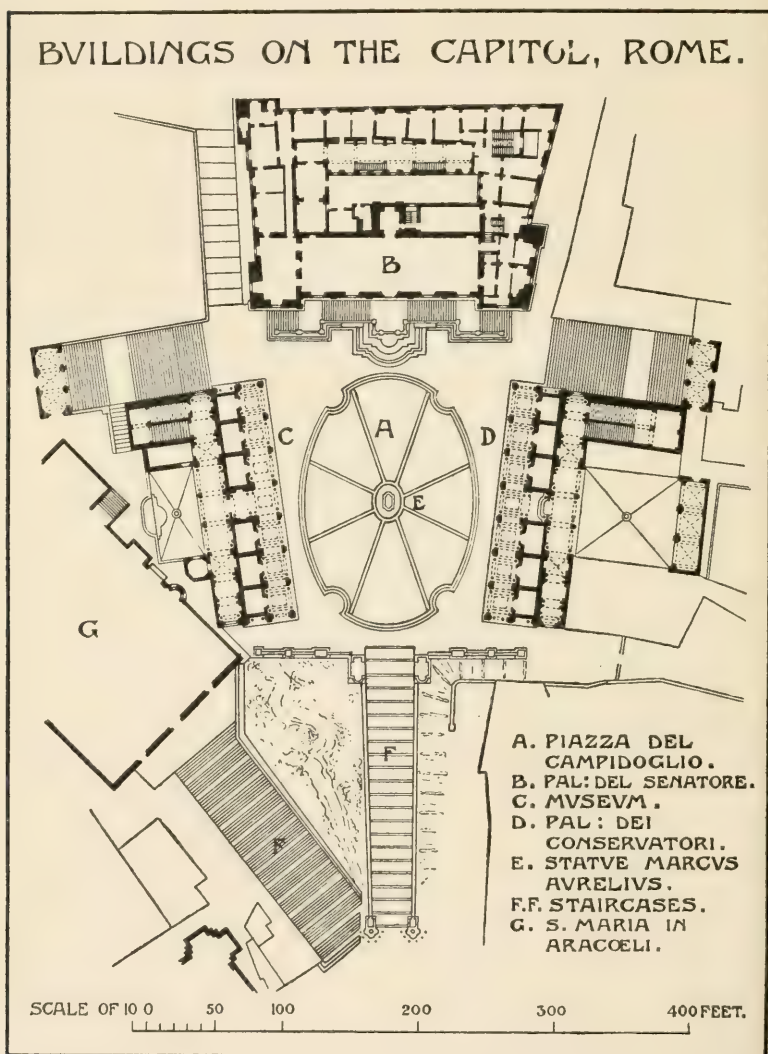 BVILDINGS ON THE CAPITOL, ROME.
B
C
A
D
E
G
F
F
A. PIAZZA DEL
CAMPIDOGLIO.
B. PAL: DEL SENATORE.
C. MVSEVM.
D. PAL: DEI
CONSERVATORI.
E. STATVE MARCVS
AVRELIVS.
F.F. STAIRCASES.
G. S. MARIA IN
ARACŒLI.
SCALE OF 10 0 50 100 200 300 400 FEET.